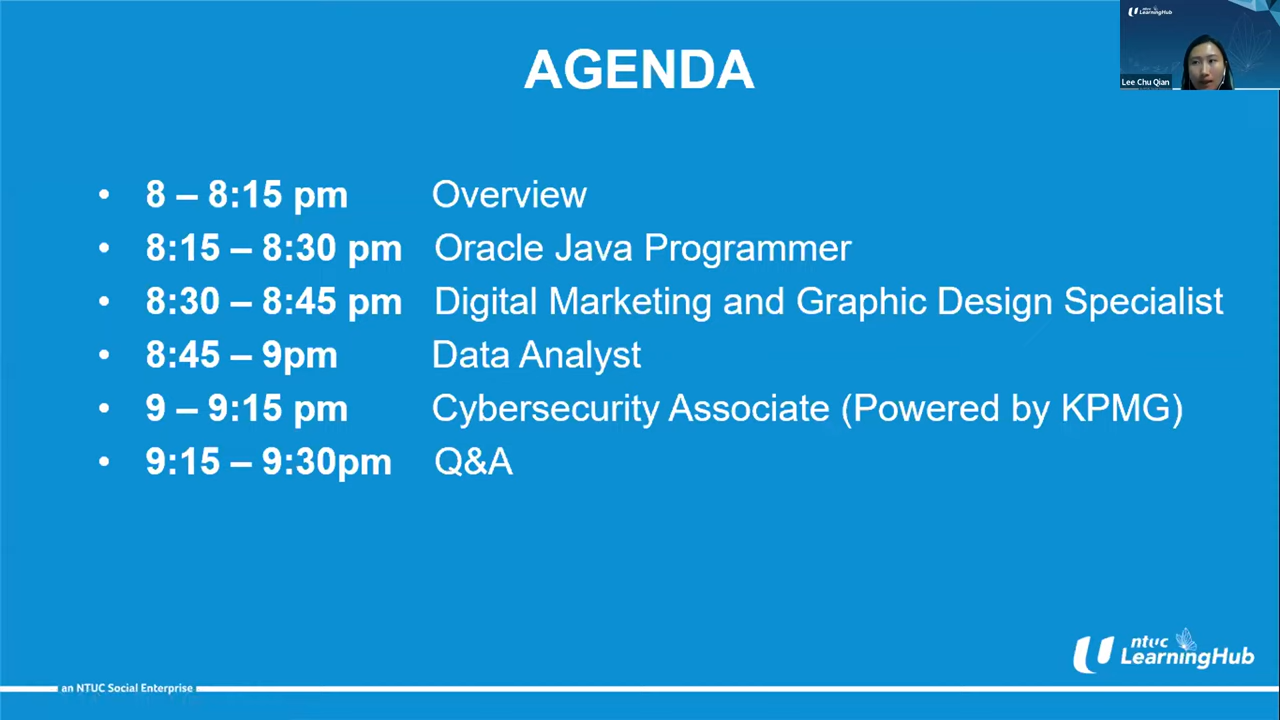 ntuc
LearningHub
Lee Chu Qian
AGENDA
• 8 – 8:15 pm Overview
• 8:15 – 8:30 pm Oracle Java Programmer
• 8:30 – 8:45 pm Digital Marketing and Graphic Design Specialist
• 8:45 – 9pm Data Analyst
• 9 – 9:15 pm Cybersecurity Associate (Powered by KPMG)
• 9:15 – 9:30pm Q&A
ntuc
LearningHub
an NTUC Social Enterprise